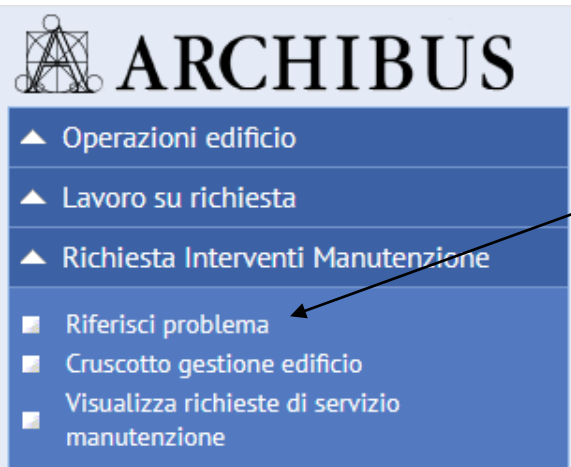 ARCHIBUS
Operazioni edificio
Lavoro su richiesta
Richiesta Interventi Manutenzione
Riferisci problema
Cruscotto gestione edificio
Visualizza richieste di servizio
manutenzione